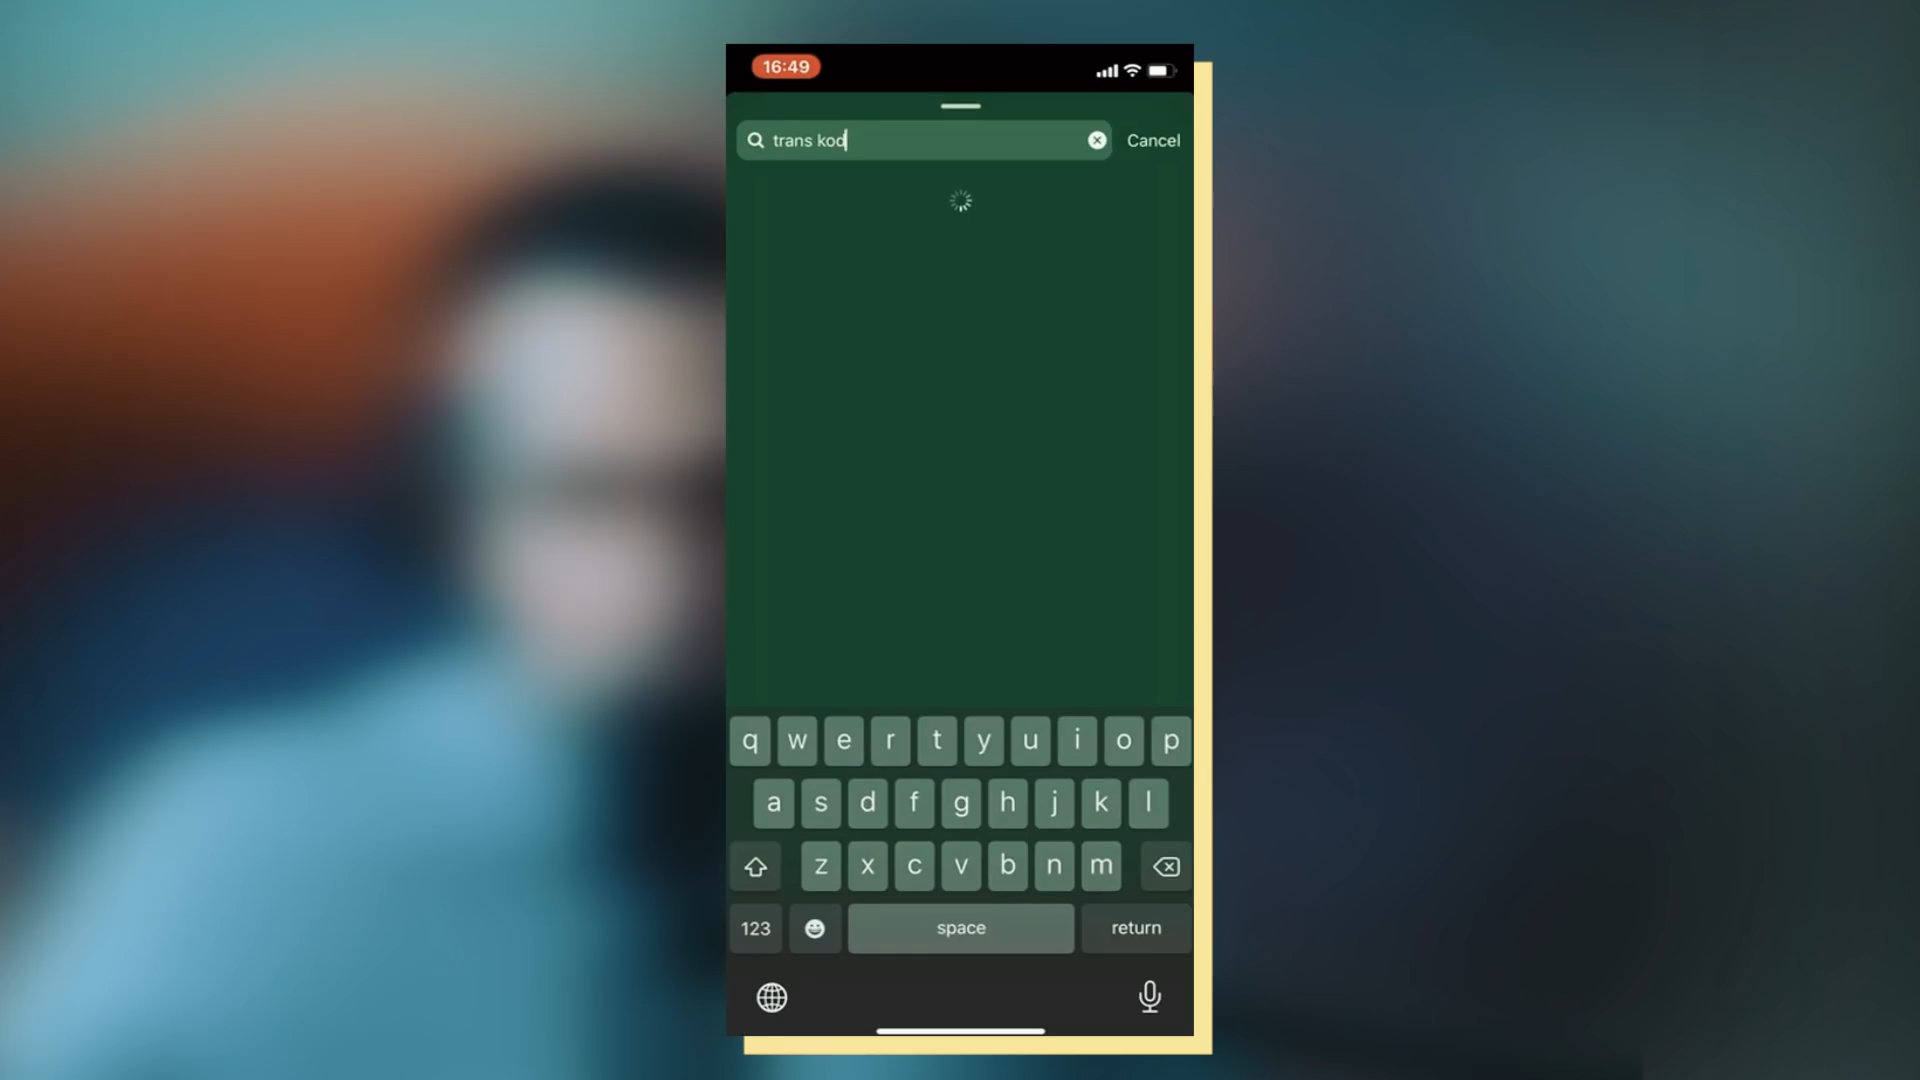 16:49
trans kod
Cancel
q w e r t y u i o p
a s d f g h j k l
z x c v b n m
123
space
return